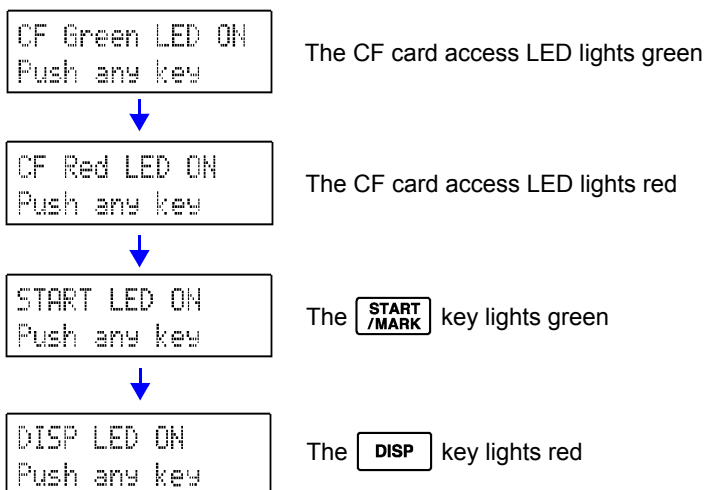 CF Green LED ON
Push any key
The CF card access LED lights green
CF Red LED ON
Push any key
The CF card access LED lights red
START LED ON
Push any key
The START /MARK key lights green
DISP LED ON
Push any key
The DISP key lights red